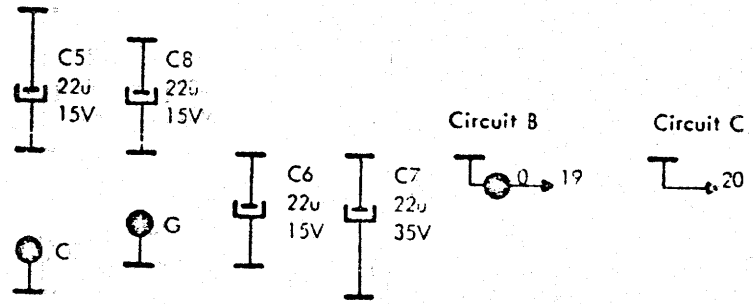 C5
22u
15V
C8
22u
15V
Circuit B
0 19
Circuit C
20
C6
22u
15V
C7
22u
35V
C
G